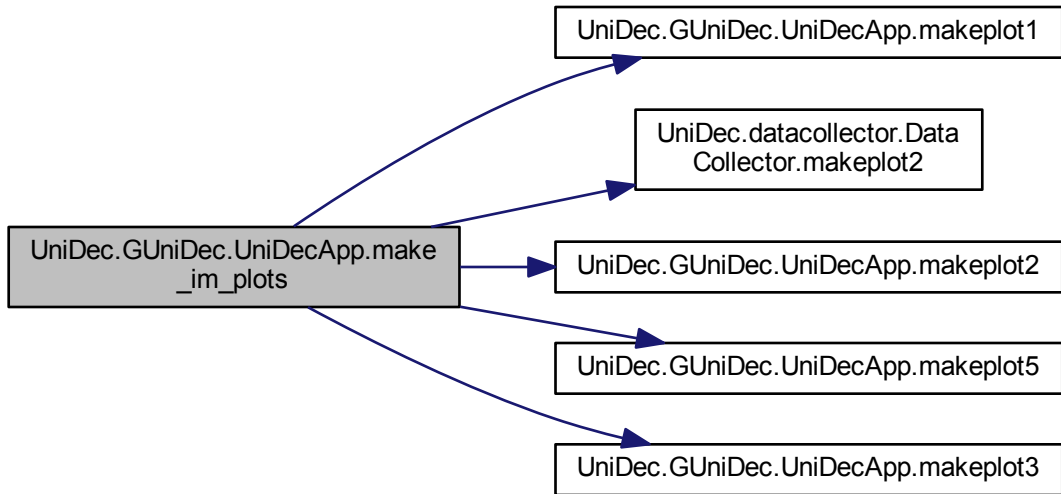 UniDec.GUniDec.UniDecApp.makeplot1
UniDec.datacollector.Data
Collector.makeplot2
UniDec.GUniDec.UniDecApp.make
_im_plots
UniDec.GUniDec.UniDecApp.makeplot2
UniDec.GUniDec.UniDecApp.makeplot5
UniDec.GUniDec.UniDecApp.makeplot3